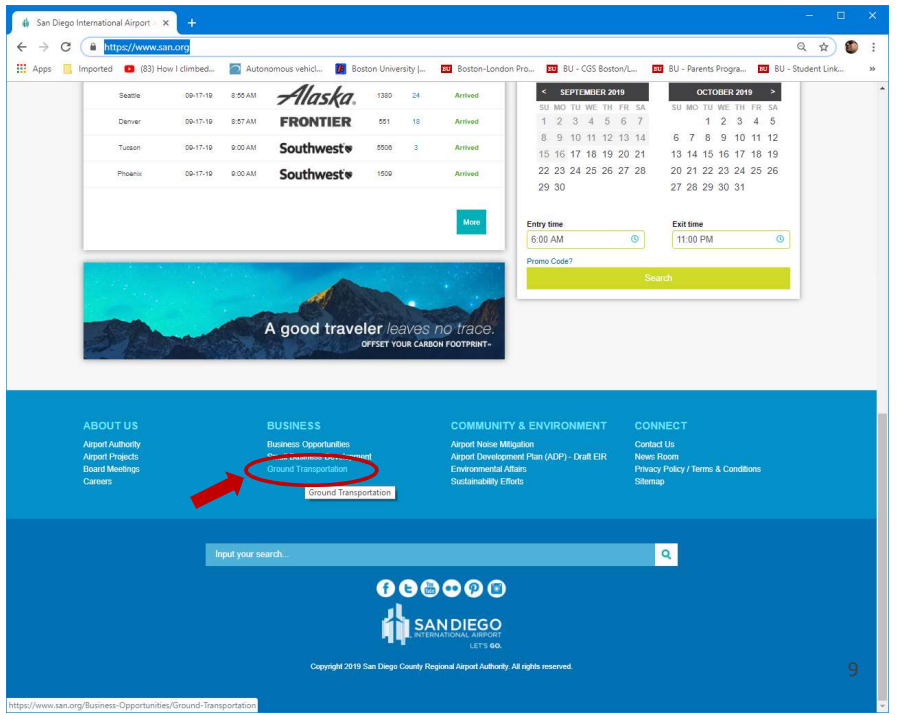 San Diego International Airport
https://www.san.org
Apps Imported (83) How I climbed... Autonomous vehicl... Boston University |... BU Boston-London Pro... BU BU - CGS Boston/L... BU BU - Parents Progra... BU BU - Student Link... »
Seattle 09-17-19 8:55 AM Alaska. 1380 24 Arrived
Denver 09-17-19 8:57 AM FRONTIER 551 18 Arrived
Tucson 09-17-19 9:00 AM Southwest 5506 3 Arrived
Phoenix 09-17-19 9:00 AM Southwest 1509 Arrived
More
< SEPTEMBER 2019
SU MO TU WE TH FR SA
1 2 3 4 5 6 7
8 9 10 11 12 13 14
15 16 17 18 19 20 21
22 23 24 25 26 27 28
29 30
OCTOBER 2019 >
SU MO TU WE TH FR SA
1 2 3 4 5
6 7 8 9 10 11 12
13 14 15 16 17 18 19
20 21 22 23 24 25 26
27 28 29 30 31
Entry time Exit time
6:00 AM 11:00 PM
Promo Code?
Search
A good traveler leaves no trace.
OFFSET YOUR CARBON FOOTPRINT»
ABOUT US
Airport Authority
Airport Projects
Board Meetings
Careers
BUSINESS
Business Opportunities
Small Business Development
Ground Transportation
Ground Transportation
COMMUNITY & ENVIRONMENT
Airport Noise Mitigation
Airport Development Plan (ADP) - Draft EIR
Environmental Affairs
Sustainability Efforts
CONNECT
Contact Us
News Room
Privacy Policy / Terms & Conditions
Sitemap
Input your search...
You Tube
SAN DIEGO
INTERNATIONAL AIRPORT
LET'S GO.
Copyright 2019 San Diego County Regional Airport Authority. All rights reserved.
9
https://www.san.org/Business-Opportunities/Ground-Transportation